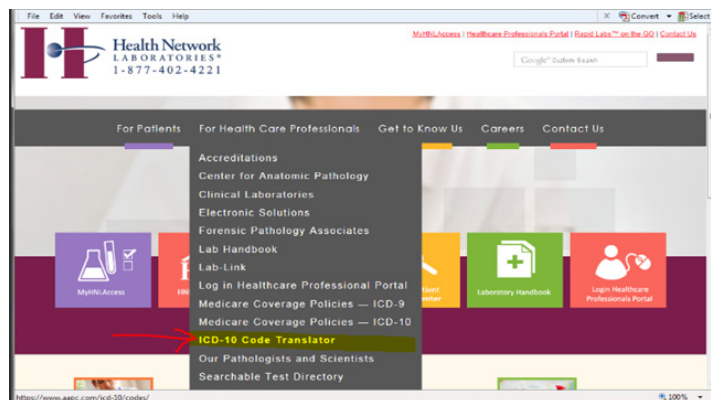 File Edit View Favorites Tools Help
Convert Select
MyHNLAccess | Healthcare Professionals Portal | Rapid Labs™ on the GO | Contact Us
Health Network
LABORATORIES®
1-877-402-4221
Google™ Custom Search
For Patients For Health Care Professionals Get to Know Us Careers Contact Us
Accreditations
Center for Anatomic Pathology
Clinical Laboratories
Electronic Solutions
Forensic Pathology Associates
Lab Handbook
Lab-Link
Log in Healthcare Professional Portal
Medicare Coverage Policies — ICD-9
Medicare Coverage Policies — ICD-10
ICD-10 Code Translator
Our Pathologists and Scientists
Searchable Test Directory
MyHNLAccess
Laboratory Handbook
Login Healthcare
Professionals Portal
https://www.aapc.com/icd-10/codes/
100%